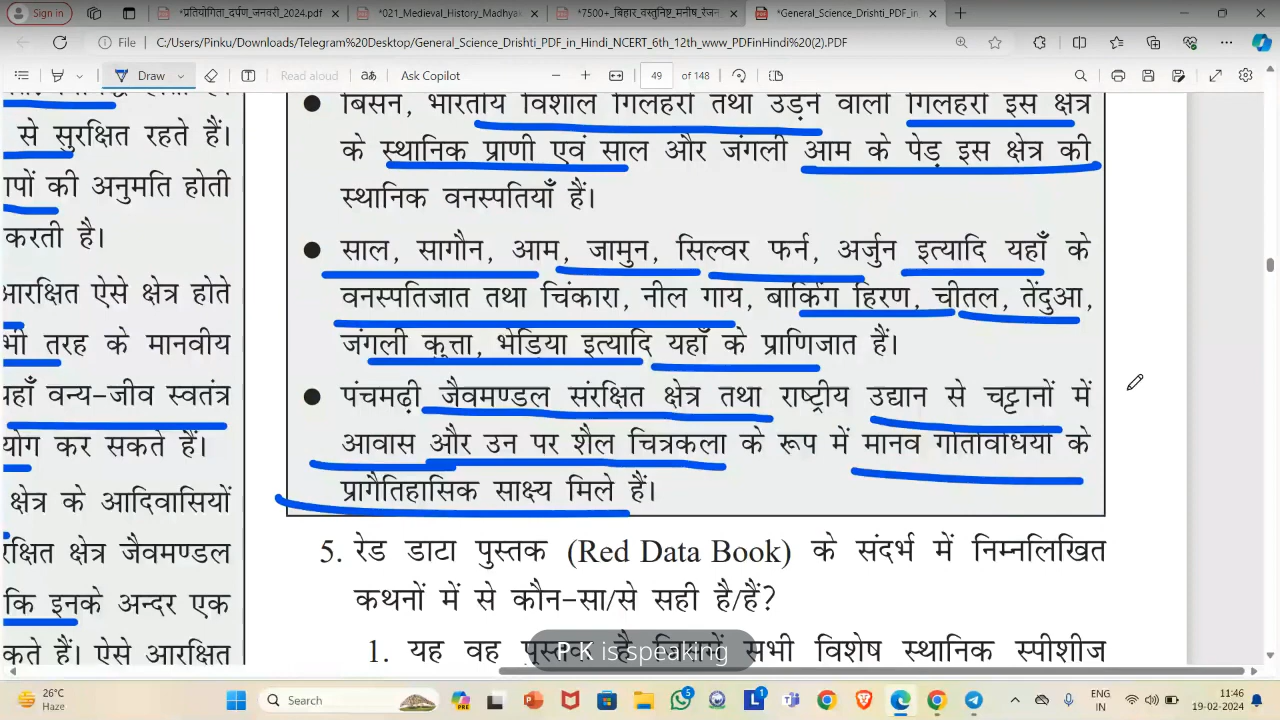 Sign in
*प्रतियोगिता_दर्पण_जनवरी_2024.pdf
*021_Medieval_History_Madhyak
*7500+_बिहार_वस्तुनिष्ठ_मनीष_रंजन
*General_Science_Drishti_PDF_in
File
C:/Users/Pinku/Downloads/Telegram%20Desktop/General_Science_Drishti_PDF_in_Hindi_NCERT_6th_12th_www_PDFinHindi%20(2).PDF
Draw
Read aloud
Ask Copilot
49 of 148
से सुरक्षित रहते हैं।
की अनुमति होती
करती है।
आरक्षित ऐसे क्षेत्र होते
भी तरह के मानवीय
यहाँ वन्य-जीव स्वतंत्र
कर सकते हैं।
क्षेत्र के आदिवासियों
क्षेत्र जैवमण्डल
कि इनके अन्दर एक
हैं। ऐसे आरक्षित
● बिसन, भारतीय विशाल गिलहरी तथा उड़ने वाली गिलहरी इस क्षेत्र
के स्थानिक प्राणी एवं साल और जंगली आम के पेड़ इस क्षेत्र की
स्थानिक वनस्पतियाँ हैं।
● साल, सागौन, आम, जामुन, सिल्वर फर्न, अर्जुन इत्यादि यहाँ के
वनस्पतिजात तथा चिंकारा, नील गाय, बार्किंग हिरण, चीतल, तेंदुआ,
जंगली कुत्ता, भेड़िया इत्यादि यहाँ के प्राणिजात हैं।
● पंचमढ़ी जैवमण्डल संरक्षित क्षेत्र तथा राष्ट्रीय उद्यान से चट्टानों में
आवास और उन पर शैल चित्रकला के रूप में मानव गतिविधियों के
प्रागैतिहासिक साक्ष्य मिले हैं।
5. रेड डाटा पुस्तक (Red Data Book) के संदर्भ में निम्नलिखित
कथनों में से कौन-सा/से सही है/हैं?
1. यह वह पुस्तक है जिसमें सभी विशेष स्थानिक स्पीशीज
P K is speaking
26°C
Haze
Search
5
1
ENG
IN
11:46
19-02-2024